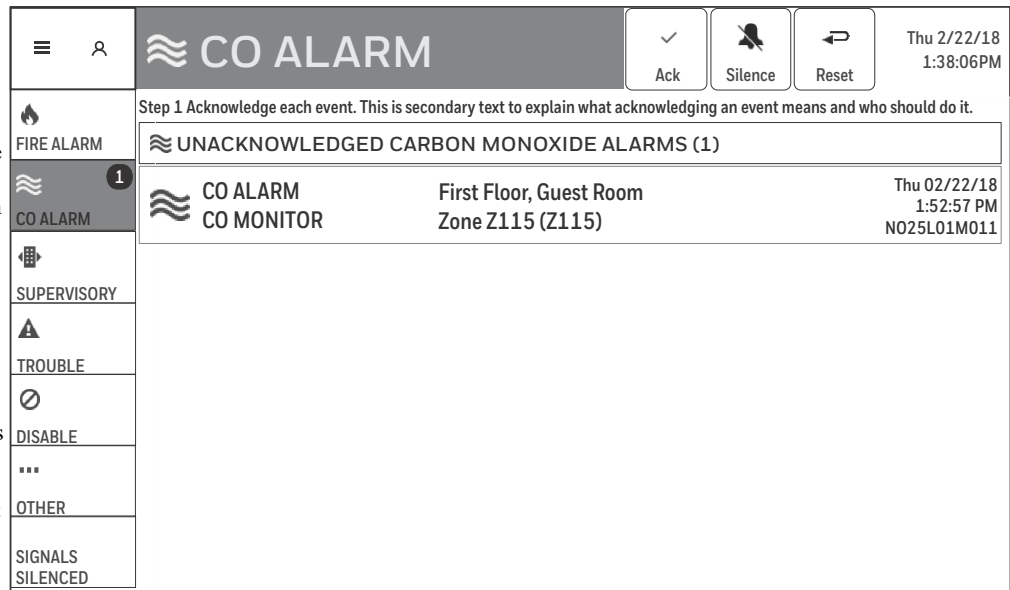 CO ALARM
Ack
Silence
Reset
Thu 2/22/18
1:38:06PM
FIRE ALARM
1
CO ALARM
SUPERVISORY
TROUBLE
DISABLE
OTHER
SIGNALS
SILENCED
Step 1 Acknowledge each event. This is secondary text to explain what acknowledging an event means and who should do it.
UNACKNOWLEDGED CARBON MONOXIDE ALARMS (1)
CO ALARM
CO MONITOR
First Floor, Guest Room
Zone Z115 (Z115)
Thu 02/22/18
1:52:57 PM
N025L01M011